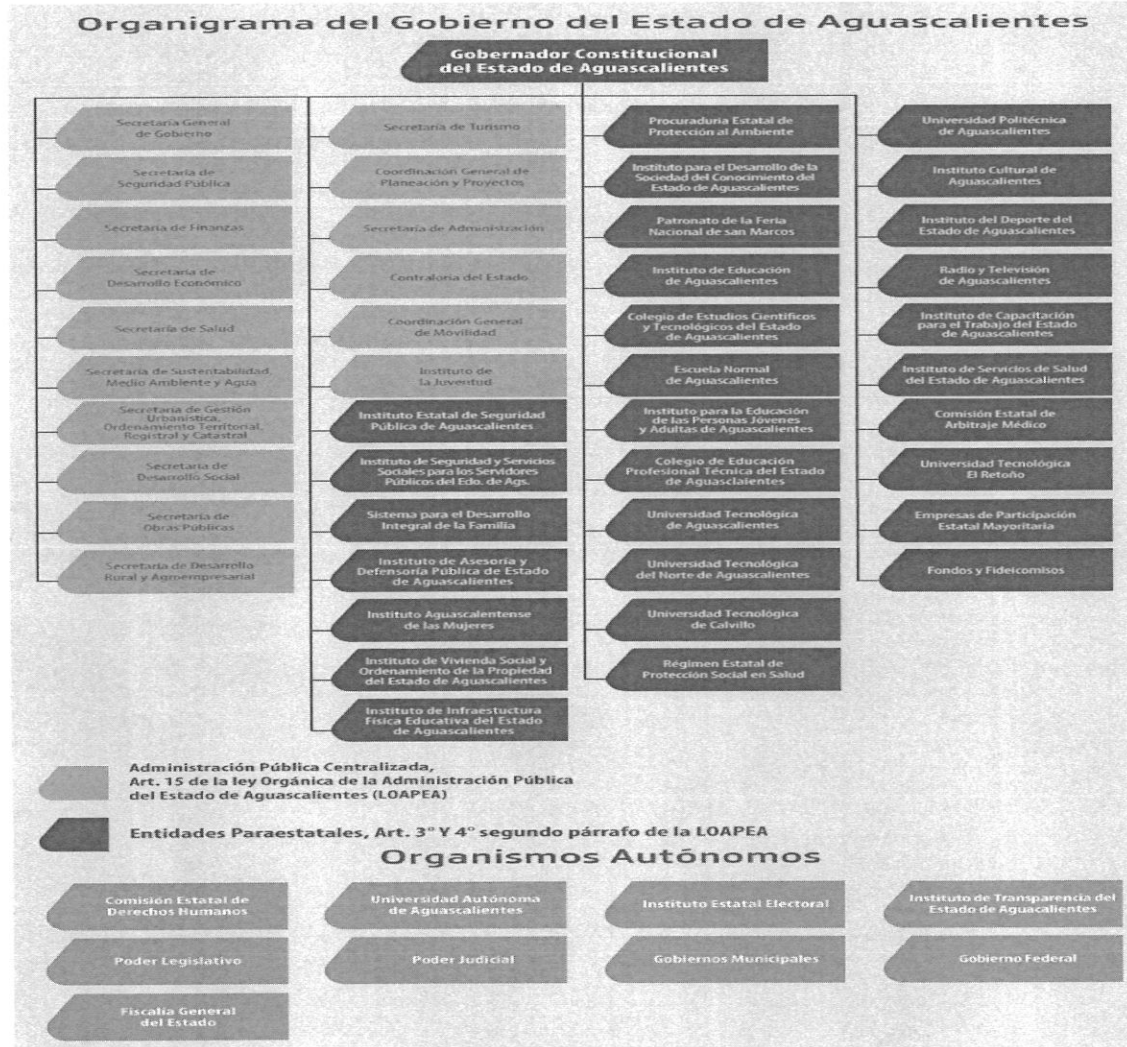 Organigrama del Gobierno del Estado de Aguascalientes
Gobernador Constitucional
del Estado de Aguascalientes
Secretaría General
de Gobierno
Secretaría de
Seguridad Pública
Secretaría de Finanzas
Secretaría de
Desarrollo Económico
Secretaría de Salud
Secretaría de Sustentabilidad,
Medio Ambiente y Agua
Secretaría de Gestión
Urbanística,
Ordenamiento Territorial,
Registral y Catastral
Secretaría de
Desarrollo Social
Secretaría de
Obras Públicas
Secretaría de Desarrollo
Rural y Agroempresarial
Secretaría de Turismo
Coordinación General de
Planeación y Proyectos
Secretaría de Administración
Contraloría del Estado
Coordinación General
de Movilidad
Instituto de
la Juventud
Instituto Estatal de Seguridad
Pública de Aguascalientes
Instituto de Seguridad y Servicios
Sociales para los Servidores
Públicos del Edo. de Ags.
Sistema para el Desarrollo
Integral de la Familia
Instituto de Asesoría y
Defensoría Pública de Estado
de Aguascalientes
Instituto Aguascalentense
de las Mujeres
Instituto de Vivienda Social y
Ordenamiento de la Propiedad
del Estado de Aguascalientes
Instituto de Infraestuctura
Física Educativa del Estado
de Aguascalientes
Procuraduría Estatal de
Protección al Ambiente
Instituto para el Desarrollo de la
Sociedad del Conocimiento del
Estado de Aguascalientes
Patronato de la Feria
Nacional de san Marcos
Instituto de Educación
de Aguascalientes
Colegio de Estudios Científicos
y Tecnológicos del Estado
de Aguascalientes
Escuela Normal
de Aguascalientes
Instituto para la Educación
de las Personas Jóvenes
y Adultas de Aguascalientes
Colegio de Educación
Profesional Técnica del Estado
de Aguasclaientes
Universidad Tecnológica
de Aguascalientes
Universidad Tecnológica
del Norte de Aguascalientes
Universidad Tecnológica
de Calvillo
Régimen Estatal de
Protección Social en Salud
Universidad Politécnica
de Aguascalientes
Instituto Cultural de
Aguascalientes
Instituto del Deporte del
Estado de Aguascalientes
Radio y Televisión
de Aguascalientes
Instituto de Capacitación
para el Trabajo del Estado
de Aguascalientes
Instituto de Servicios de Salud
del Estado de Aguascalientes
Comisión Estatal de
Arbitraje Médico
Universidad Tecnológica
El Retoño
Empresas de Participación
Estatal Mayoritaria
Fondos y Fideicomisos
Administración Pública Centralizada,
Art. 15 de la ley Orgánica de la Administración Pública
del Estado de Aguascalientes (LOAPEA)
Entidades Paraestatales, Art. 3° Y 4° segundo párrafo de la LOAPEA
Organismos Autónomos
Comisión Estatal de
Derechos Humanos
Universidad Autónoma
de Aguascalientes
Instituto Estatal Electoral
Instituto de Transparencia del
Estado de Aguacalientes
Poder Legislativo
Poder Judicial
Gobiernos Municipales
Gobierno Federal
Fiscalía General
del Estado